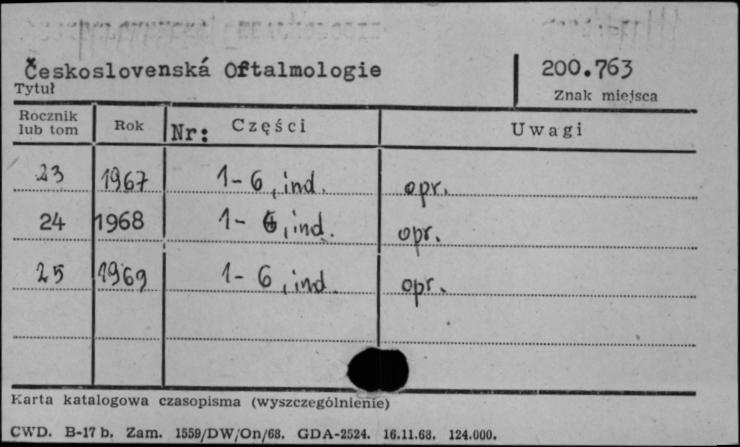 Československá Oftalmologie 200.763
Tytuł Znak miejsca
Rocznik lub tom Rok Nr: Części Uwagi
23 1967 1-6, ind. opr.
24 1968 1-6, ind. opr.
25 1969 1-6, ind. opr.
Karta katalogowa czasopisma (wyszczególnienie)
CWD. B-17 b. Zam. 1559/DW/On/68. GDA-2524. 16.11.68. 124.000.